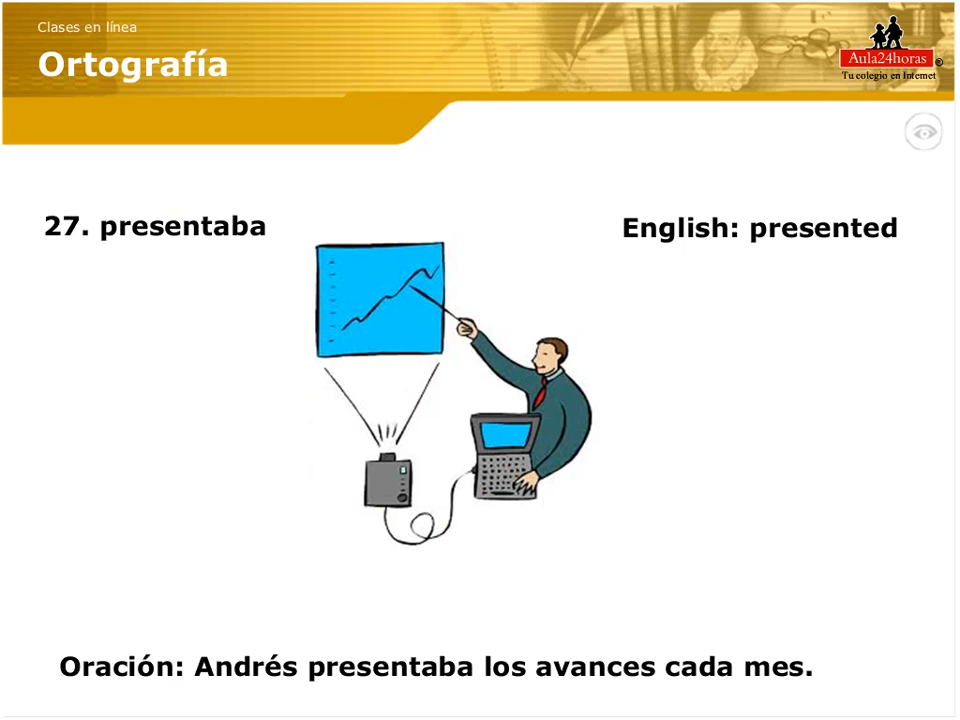 Clases en línea
Ortografía
Aula24horas
®
Tu colegio en Internet
27. presentaba
English: presented
Oración: Andrés presentaba los avances cada mes.